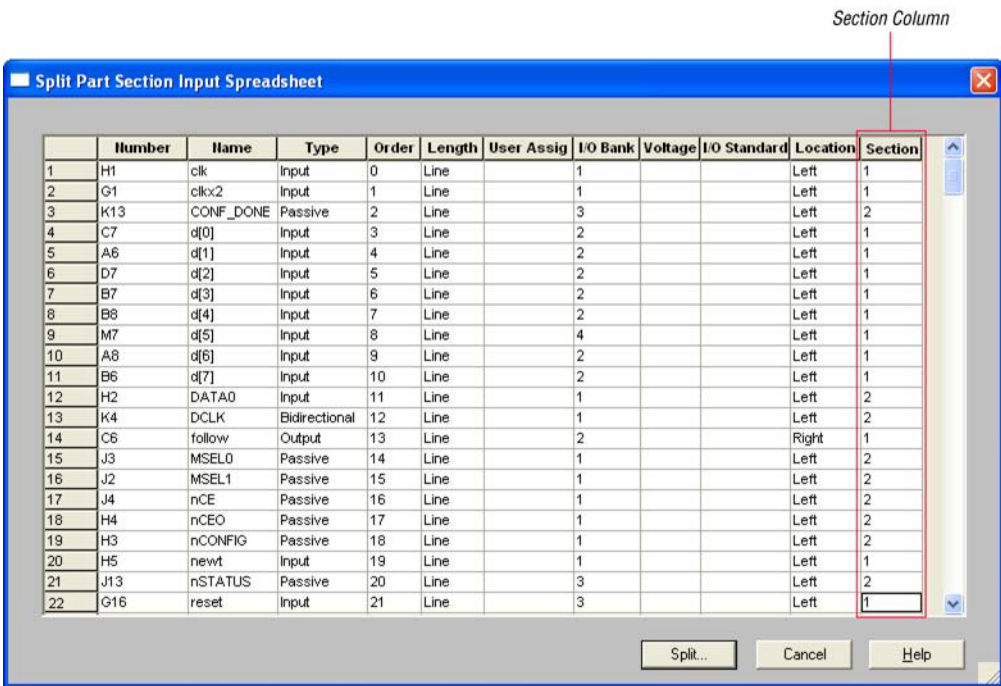 Section Column
Split Part Section Input Spreadsheet
Number Name Type Order Length User Assig I/O Bank Voltage I/O Standard Location Section
1 H1 clk Input 0 Line 1 Left 1
2 G1 clkx2 Input 1 Line 1 Left 1
3 K13 CONF_DONE Passive 2 Line 3 Left 2
4 C7 d[0] Input 3 Line 2 Left 1
5 A6 d[1] Input 4 Line 2 Left 1
6 D7 d[2] Input 5 Line 2 Left 1
7 B7 d[3] Input 6 Line 2 Left 1
8 B8 d[4] Input 7 Line 2 Left 1
9 M7 d[5] Input 8 Line 4 Left 1
10 A8 d[6] Input 9 Line 2 Left 1
11 B6 d[7] Input 10 Line 2 Left 1
12 H2 DATA0 Input 11 Line 1 Left 2
13 K4 DCLK Bidirectional 12 Line 1 Left 2
14 C6 follow Output 13 Line 2 Right 1
15 J3 MSEL0 Passive 14 Line 1 Left 2
16 J2 MSEL1 Passive 15 Line 1 Left 2
17 J4 nCE Passive 16 Line 1 Left 2
18 H4 nCEO Passive 17 Line 1 Left 2
19 H3 nCONFIG Passive 18 Line 1 Left 2
20 H5 newt Input 19 Line 1 Left 1
21 J13 nSTATUS Passive 20 Line 3 Left 2
22 G16 reset Input 21 Line 3 Left 1
Split... Cancel Help